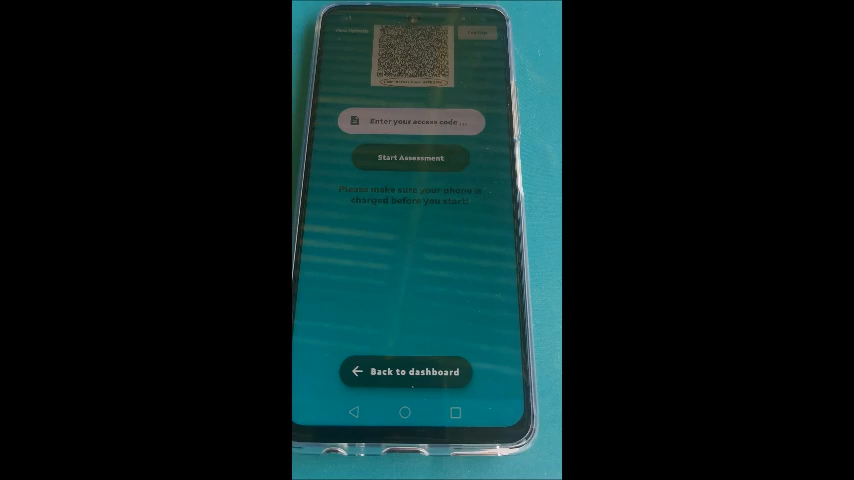 Enter your access code ...
Start Assessment
Please make sure your phone is
charged before you start!
Back to dashboard